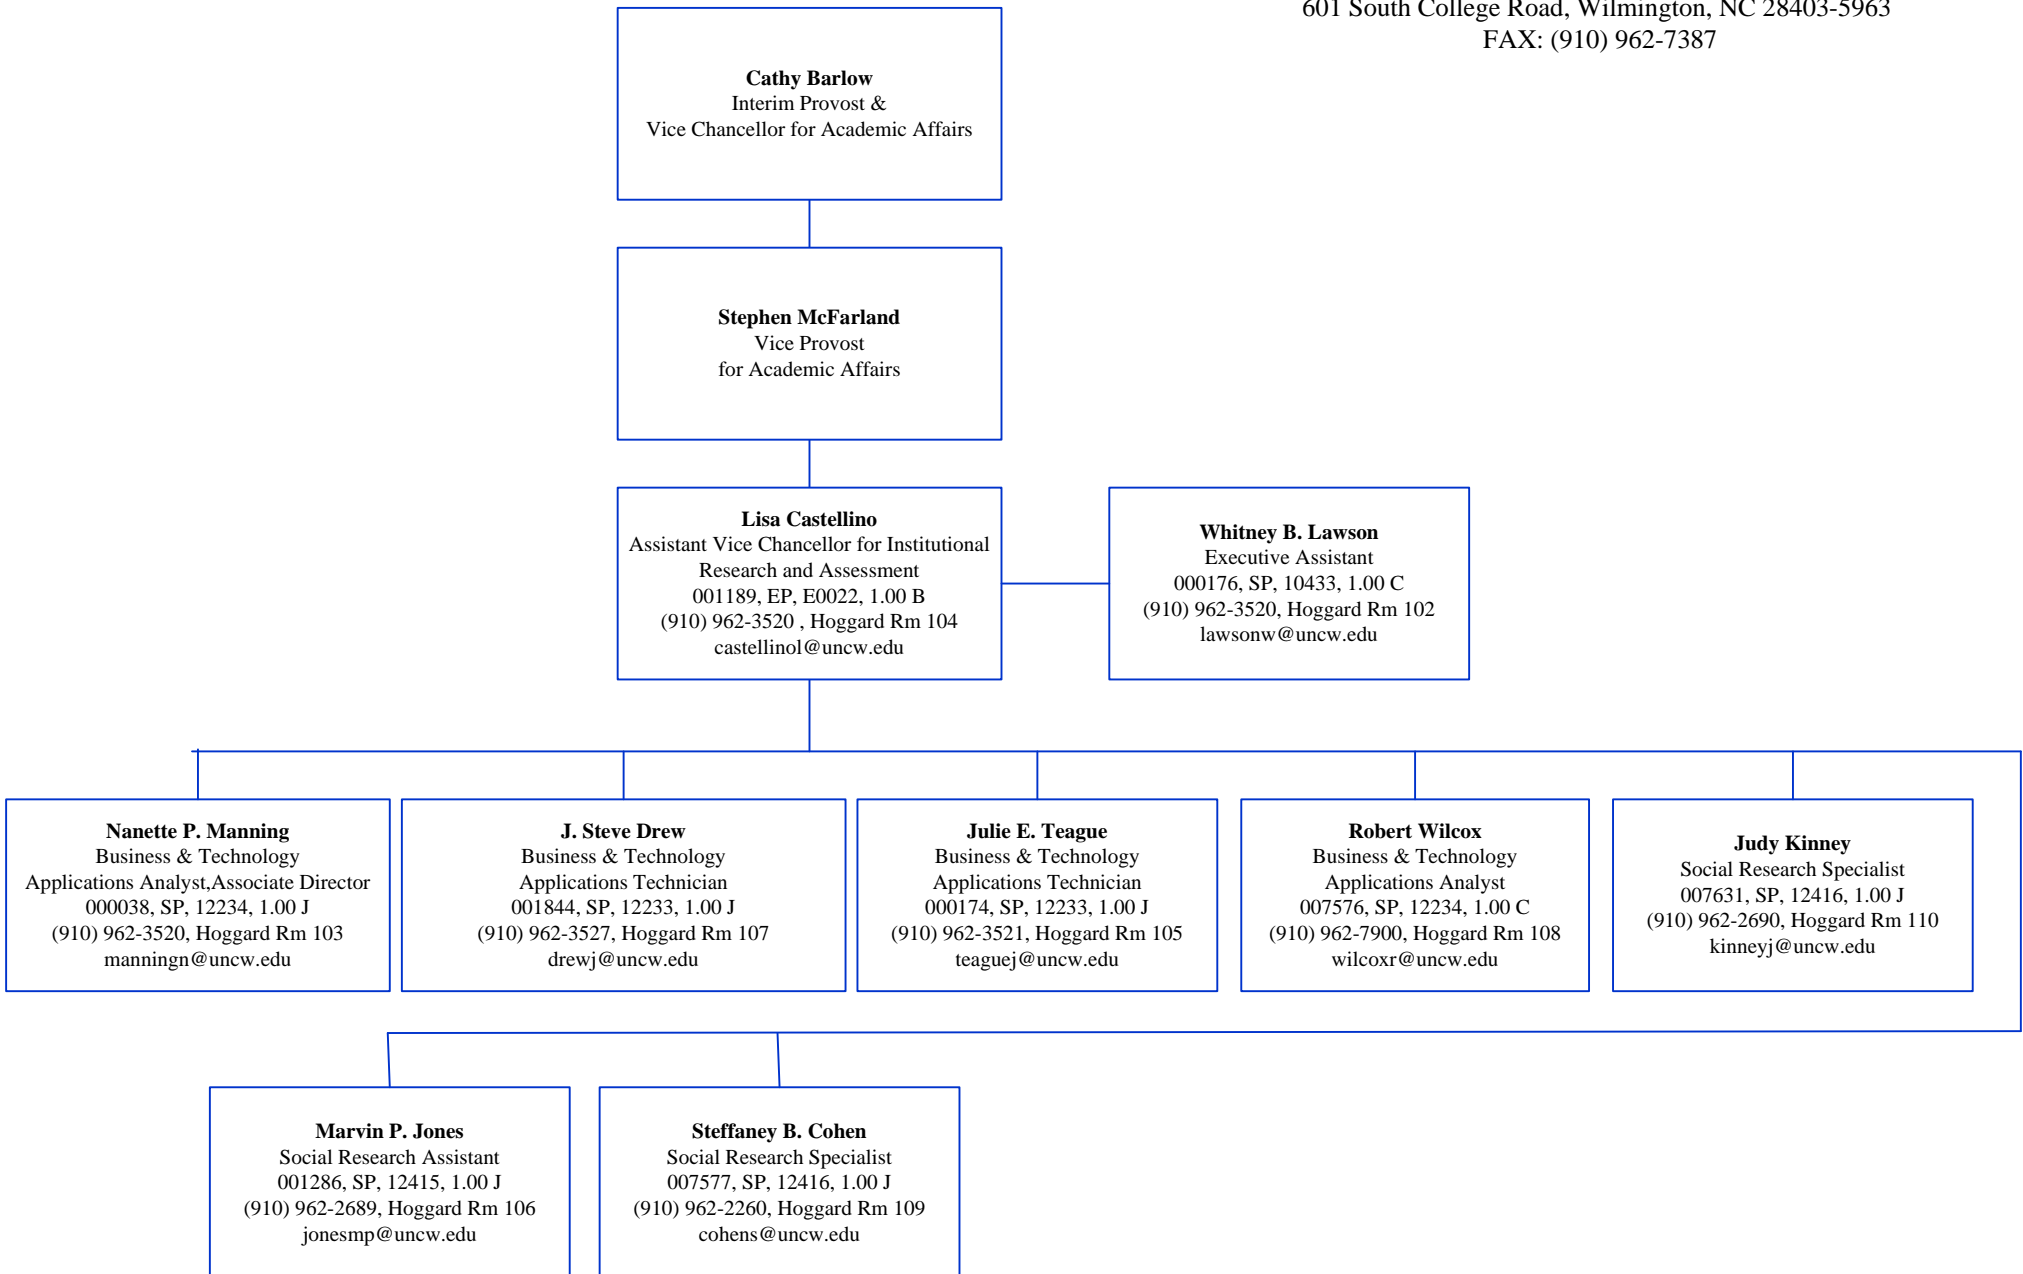 601 South College Road, Wilmington, NC 28403-5963
FAX: (910) 962-7387
Cathy Barlow
Interim Provost &
Vice Chancellor for Academic Affairs
Stephen McFarland
Vice Provost
for Academic Affairs
Lisa Castellino
Assistant Vice Chancellor for Institutional
Research and Assessment
001189, EP, E0022, 1.00 B
(910) 962-3520 , Hoggard Rm 104
castellinol@uncw.edu
Whitney B. Lawson
Executive Assistant
000176, SP, 10433, 1.00 C
(910) 962-3520, Hoggard Rm 102
lawsonw@uncw.edu
Nanette P. Manning
Business & Technology
Applications Analyst,Associate Director
000038, SP, 12234, 1.00 J
(910) 962-3520, Hoggard Rm 103
manningn@uncw.edu
J. Steve Drew
Business & Technology
Applications Technician
001844, SP, 12233, 1.00 J
(910) 962-3527, Hoggard Rm 107
drewj@uncw.edu
Julie E. Teague
Business & Technology
Applications Technician
000174, SP, 12233, 1.00 J
(910) 962-3521, Hoggard Rm 105
teaguej@uncw.edu
Robert Wilcox
Business & Technology
Applications Analyst
007576, SP, 12234, 1.00 C
(910) 962-7900, Hoggard Rm 108
wilcoxr@uncw.edu
Judy Kinney
Social Research Specialist
007631, SP, 12416, 1.00 J
(910) 962-2690, Hoggard Rm 110
kinneyj@uncw.edu
Marvin P. Jones
Social Research Assistant
001286, SP, 12415, 1.00 J
(910) 962-2689, Hoggard Rm 106
jonesmp@uncw.edu
Steffaney B. Cohen
Social Research Specialist
007577, SP, 12416, 1.00 J
(910) 962-2260, Hoggard Rm 109
cohens@uncw.edu